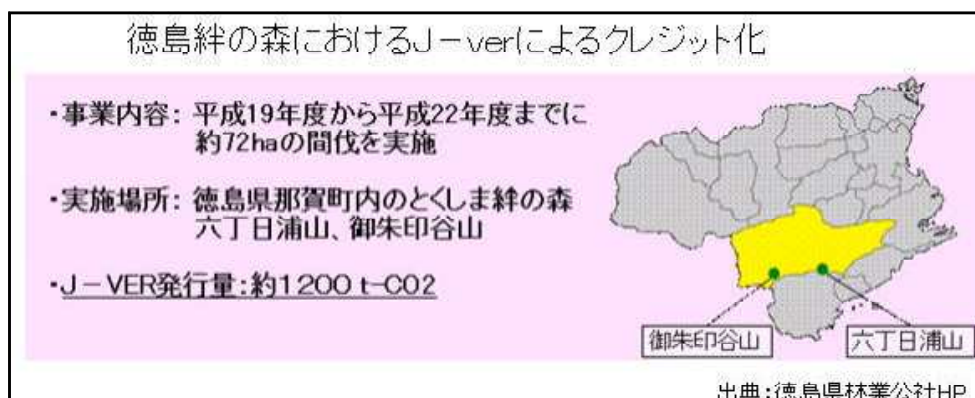 徳島絆の森におけるJ－verによるクレジット化
・事業内容： 平成19年度から平成22年度までに
約72haの間伐を実施
・実施場所： 徳島県那賀町内のとくしま絆の森
六丁日浦山、御朱印谷山
・J－VER発行量：約1200 t-CO2
御朱印谷山
六丁日浦山
出典：徳島県林業公社HP